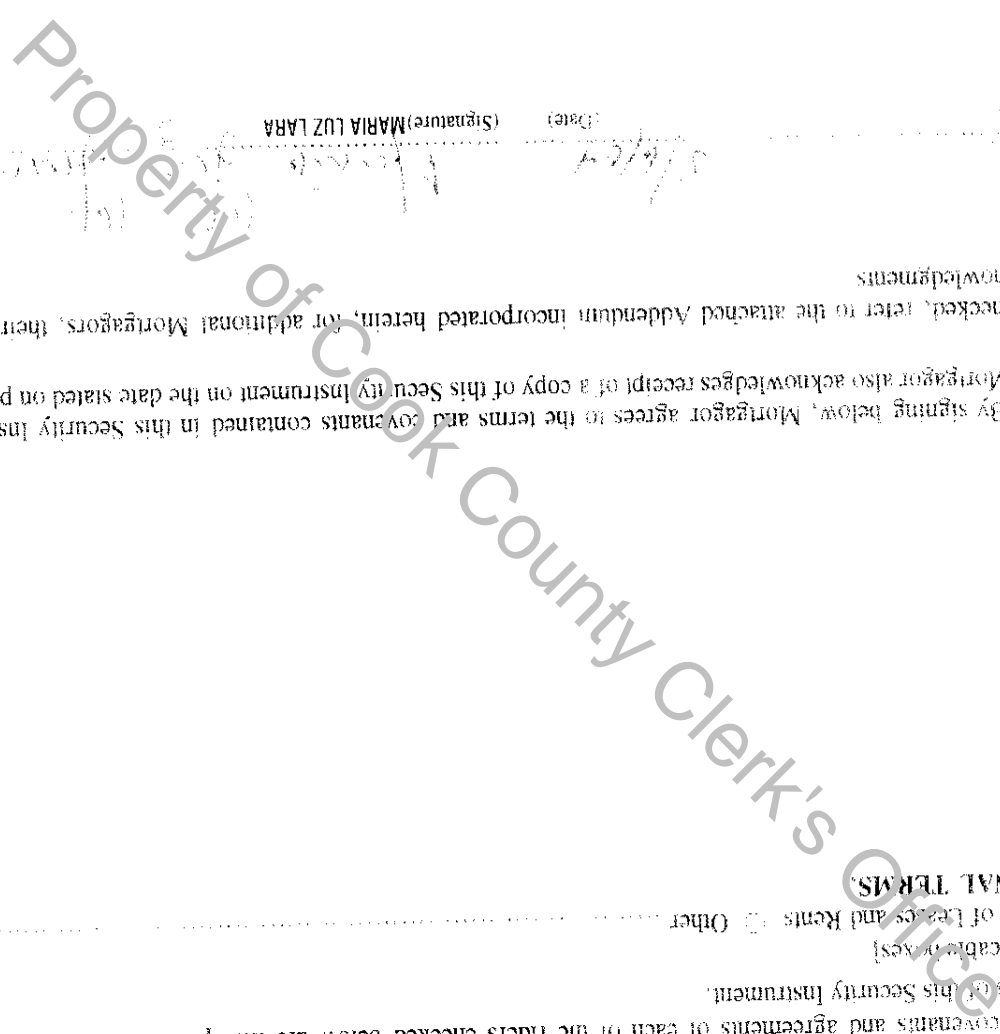 covenants and agreements of each of the riders checked below are
of this Security Instrument.
of Leases and Rents Other
NAL TERMS.
By signing below, Mortgagor agrees to the terms and covenants contained in this Security Ins
Mortgagor also acknowledges receipt of a copy of this Security Instrument on the date stated on p
hecked, refer to the attached Addendum incorporated herein, for additional Mortgagors, their
nowledgments
(Signature) MARIA LUZ LARA (Date)
Property of Cook County Clerk's Office